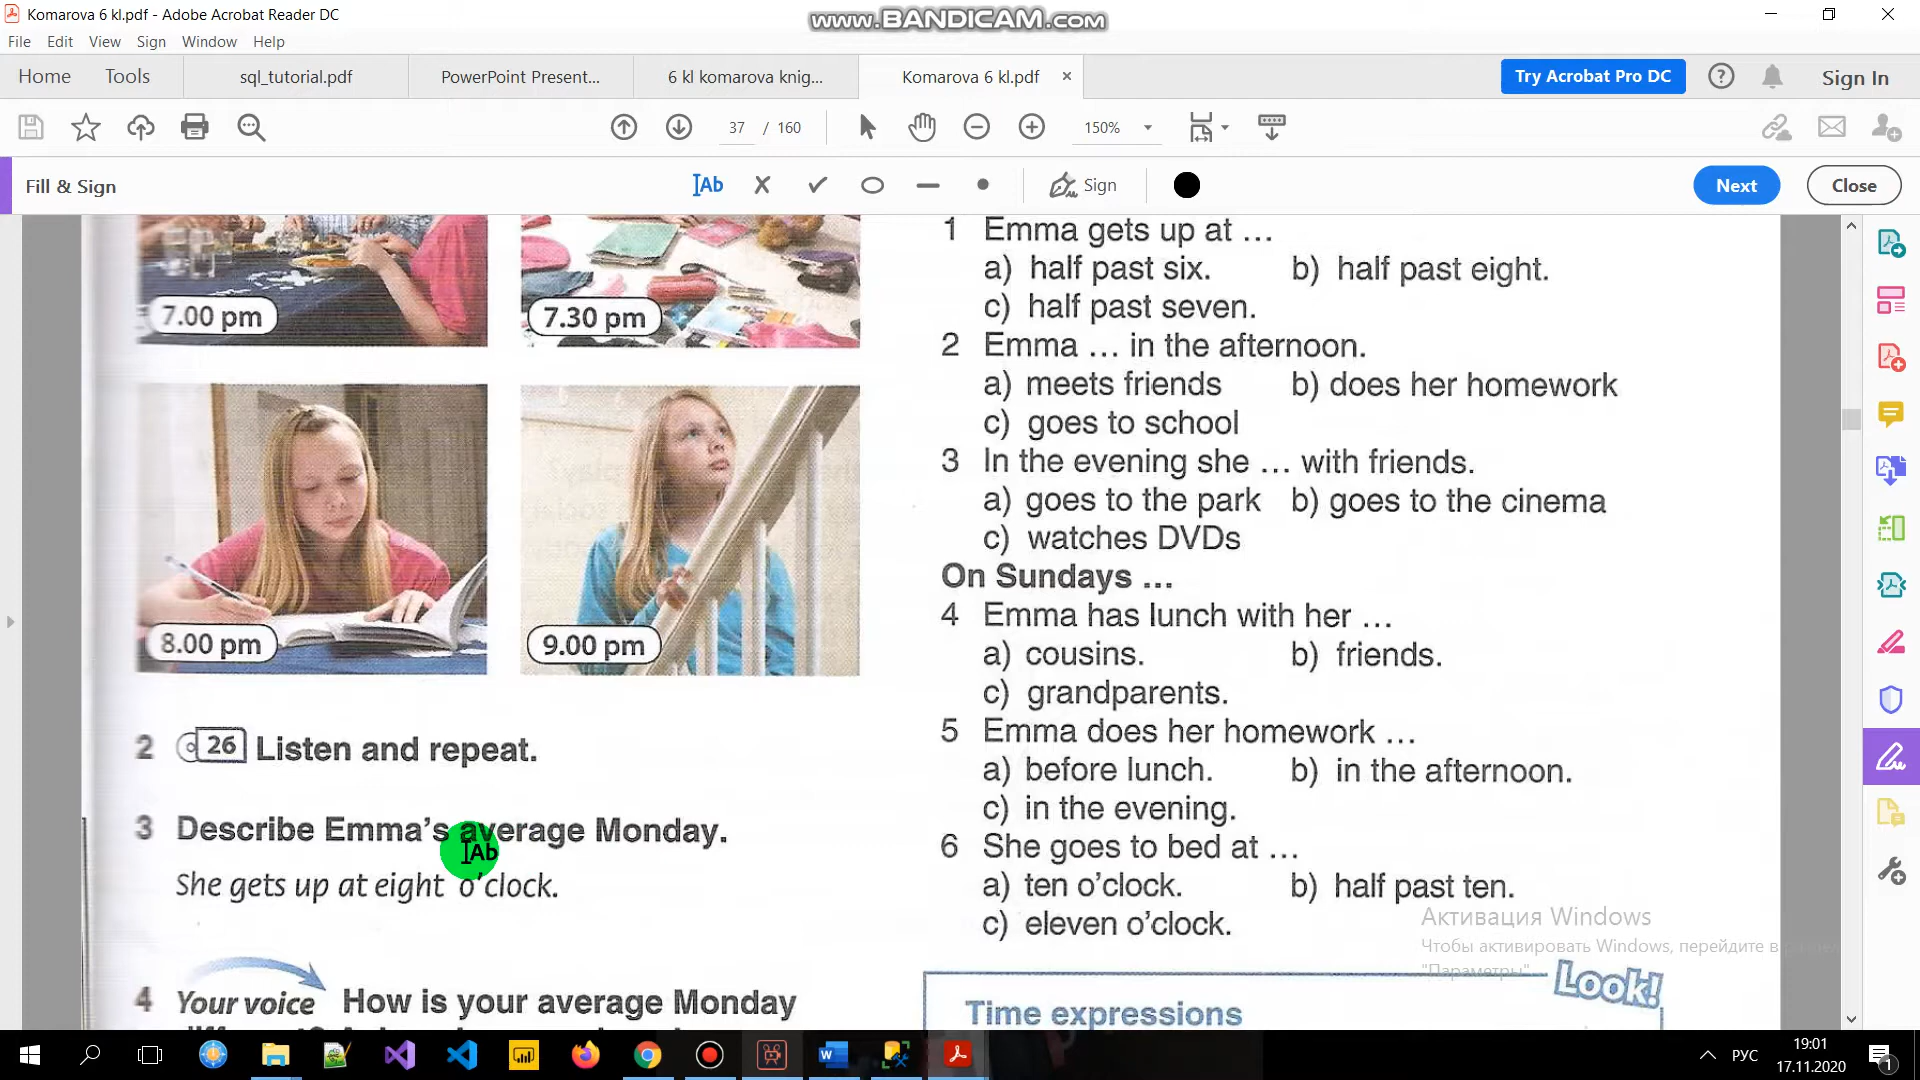 Komarova 6 kl.pdf - Adobe Acrobat Reader DC
www.BANDICAM.com
File Edit View Sign Window Help
Home Tools sql_tutorial.pdf PowerPoint Present... 6 kl komarova knig... Komarova 6 kl.pdf × Try Acrobat Pro DC Sign In
37 / 160 150%
Fill & Sign Ab Sign Next Close
7.00 pm
7.30 pm
8.00 pm
9.00 pm
2 26 Listen and repeat.
3 Describe Emma's average Monday.
Ab
She gets up at eight o'clock.
4 Your voice How is your average Monday
1 Emma gets up at ...
a) half past six. b) half past eight.
c) half past seven.
2 Emma ... in the afternoon.
a) meets friends b) does her homework
c) goes to school
3 In the evening she ... with friends.
a) goes to the park b) goes to the cinema
c) watches DVDs
On Sundays ...
4 Emma has lunch with her ...
a) cousins. b) friends.
c) grandparents.
5 Emma does her homework ...
a) before lunch. b) in the afternoon.
c) in the evening.
6 She goes to bed at ...
a) ten o'clock. b) half past ten.
c) eleven o'clock.
Look!
Time expressions
Активация Windows
Чтобы активировать Windows, перейдите в раздел
"Параметры".
РУС 19:01
17.11.2020
1